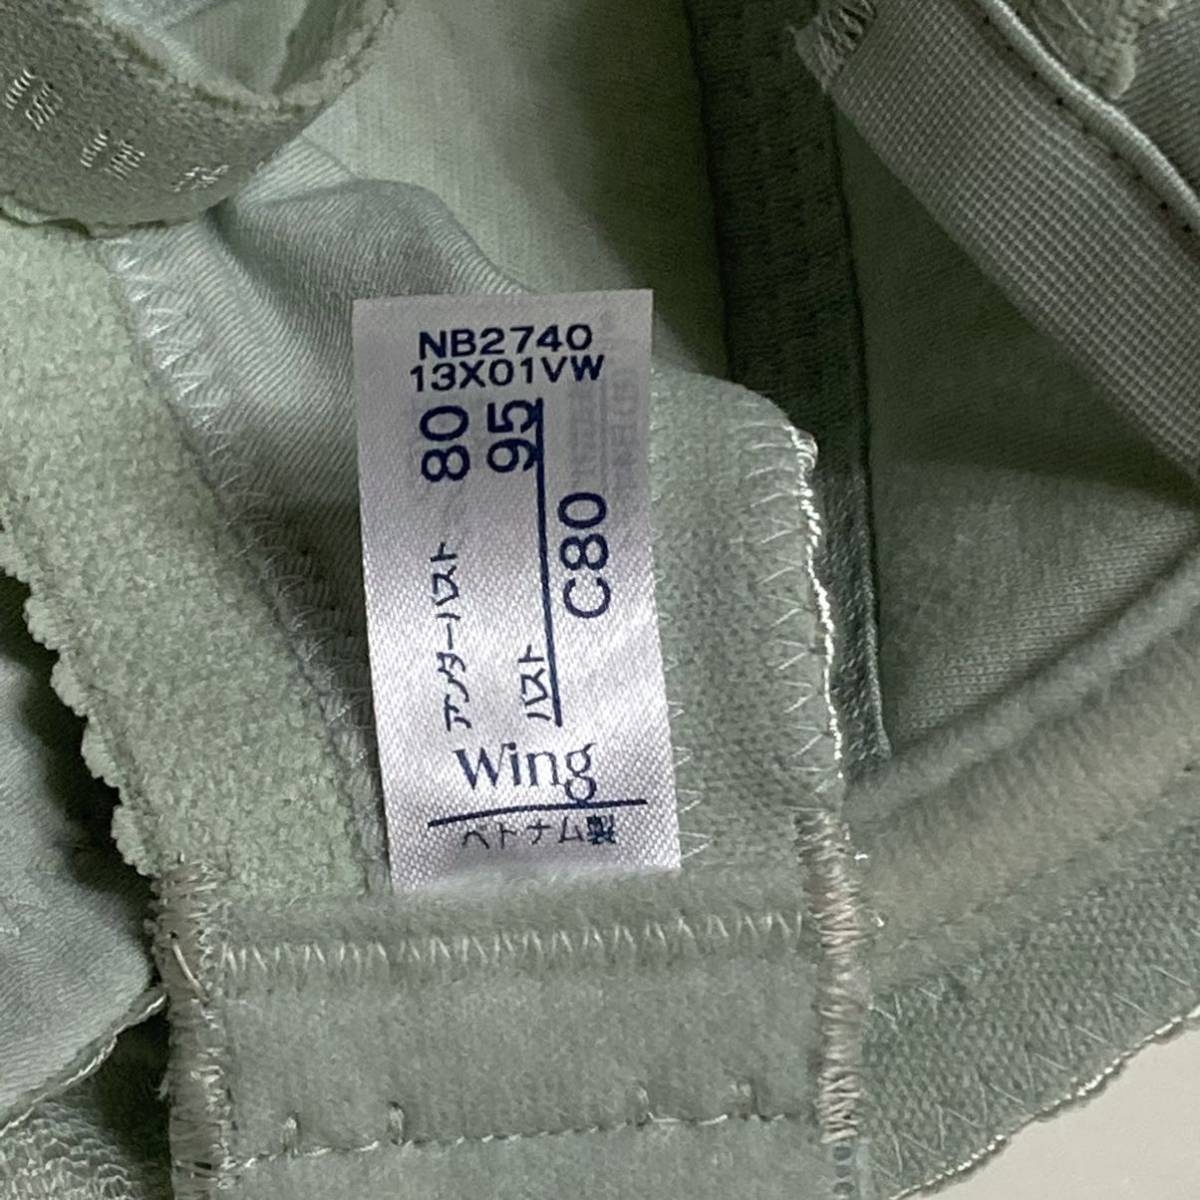 NB2740
13X01VW
アンダーバスト 80
バスト 95
C80
Wing
ベトナム製